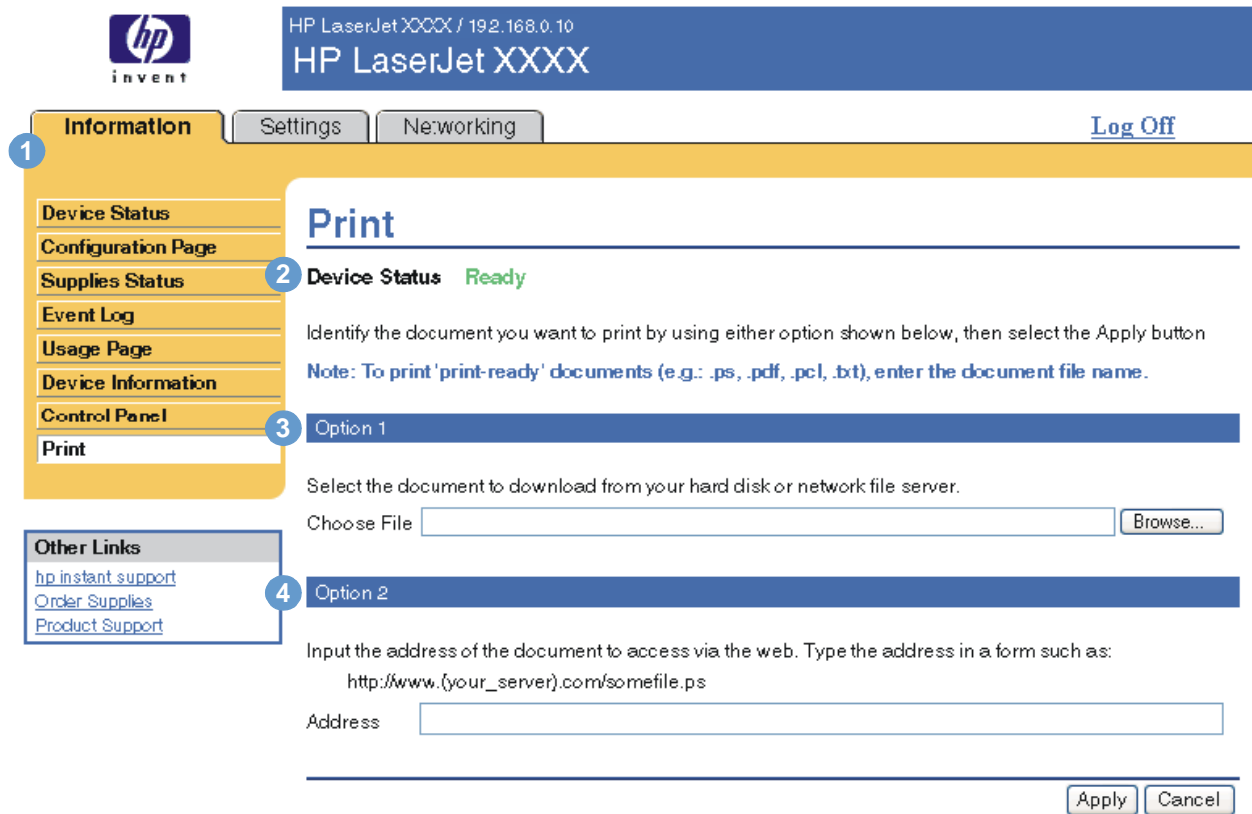 hp
invent
HP LaserJet XXXX / 192.168.0.10
HP LaserJet XXXX
Information
Settings
Networking
Log Off
1
Device Status
Configuration Page
Supplies Status
Event Log
Usage Page
Device Information
Control Panel
Print
Other Links
hp instant support
Order Supplies
Product Support
Print
2
Device Status Ready
Identify the document you want to print by using either option shown below, then select the Apply button
Note: To print 'print-ready' documents (e.g.: .ps, .pdf, .pcl, .txt), enter the document file name.
3
Option 1
Select the document to download from your hard disk or network file server.
Choose File
Browse...
4
Option 2
Input the address of the document to access via the web. Type the address in a form such as:
http://www.(your_server).com/somefile.ps
Address
Apply
Cancel